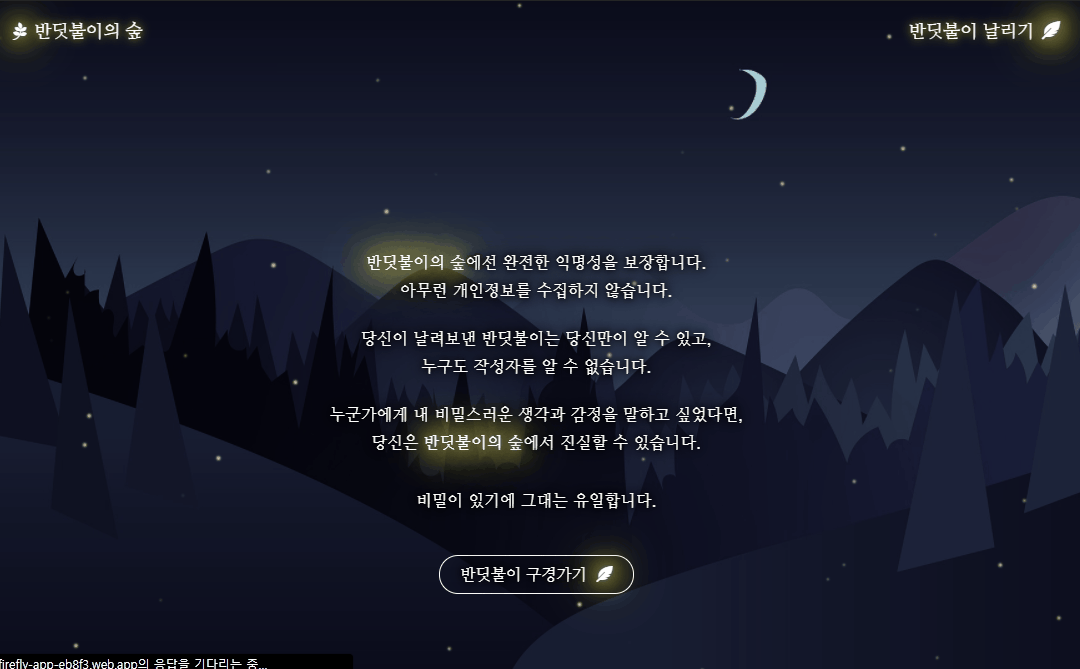 반딧불이의 숲
반딧불이 날리기
반딧불이의 숲에선 완전한 익명성을 보장합니다.
아무런 개인정보를 수집하지 않습니다.
당신이 날려보낸 반딧불이는 당신만이 알 수 있고,
누구도 작성자를 알 수 없습니다.
누군가에게 내 비밀스러운 생각과 감정을 말하고 싶었다면,
당신은 반딧불이의 숲에서 진실할 수 있습니다.
비밀이 있기에 그대는 유일합니다.
반딧불이 구경가기
firefly-app-eb8f3.web.app의 응답을 기다리는 중...